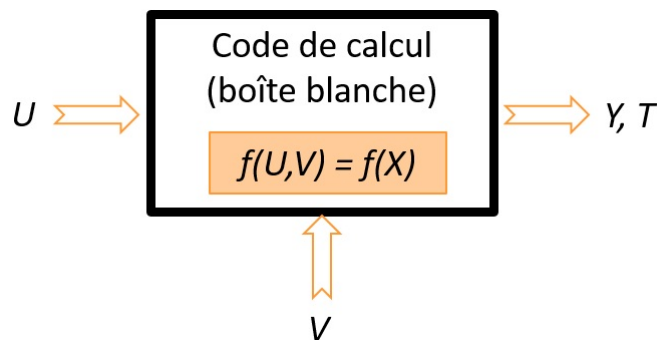 Code de calcul
(boîte blanche)
U
Y, T
f(U,V) = f(X)
V